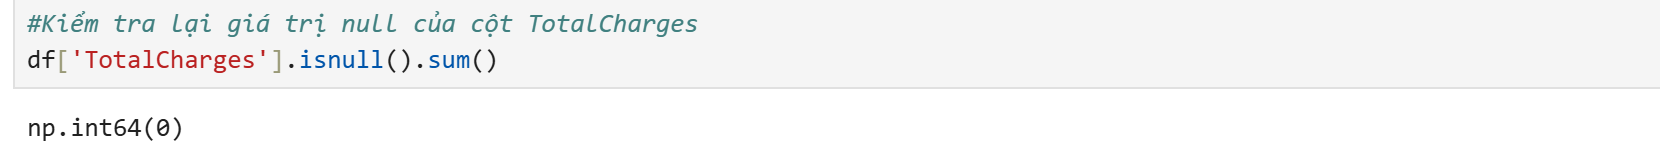 #Kiểm tra lại giá trị null của cột TotalCharges
df['TotalCharges'].isnull().sum()
np.int64(0)